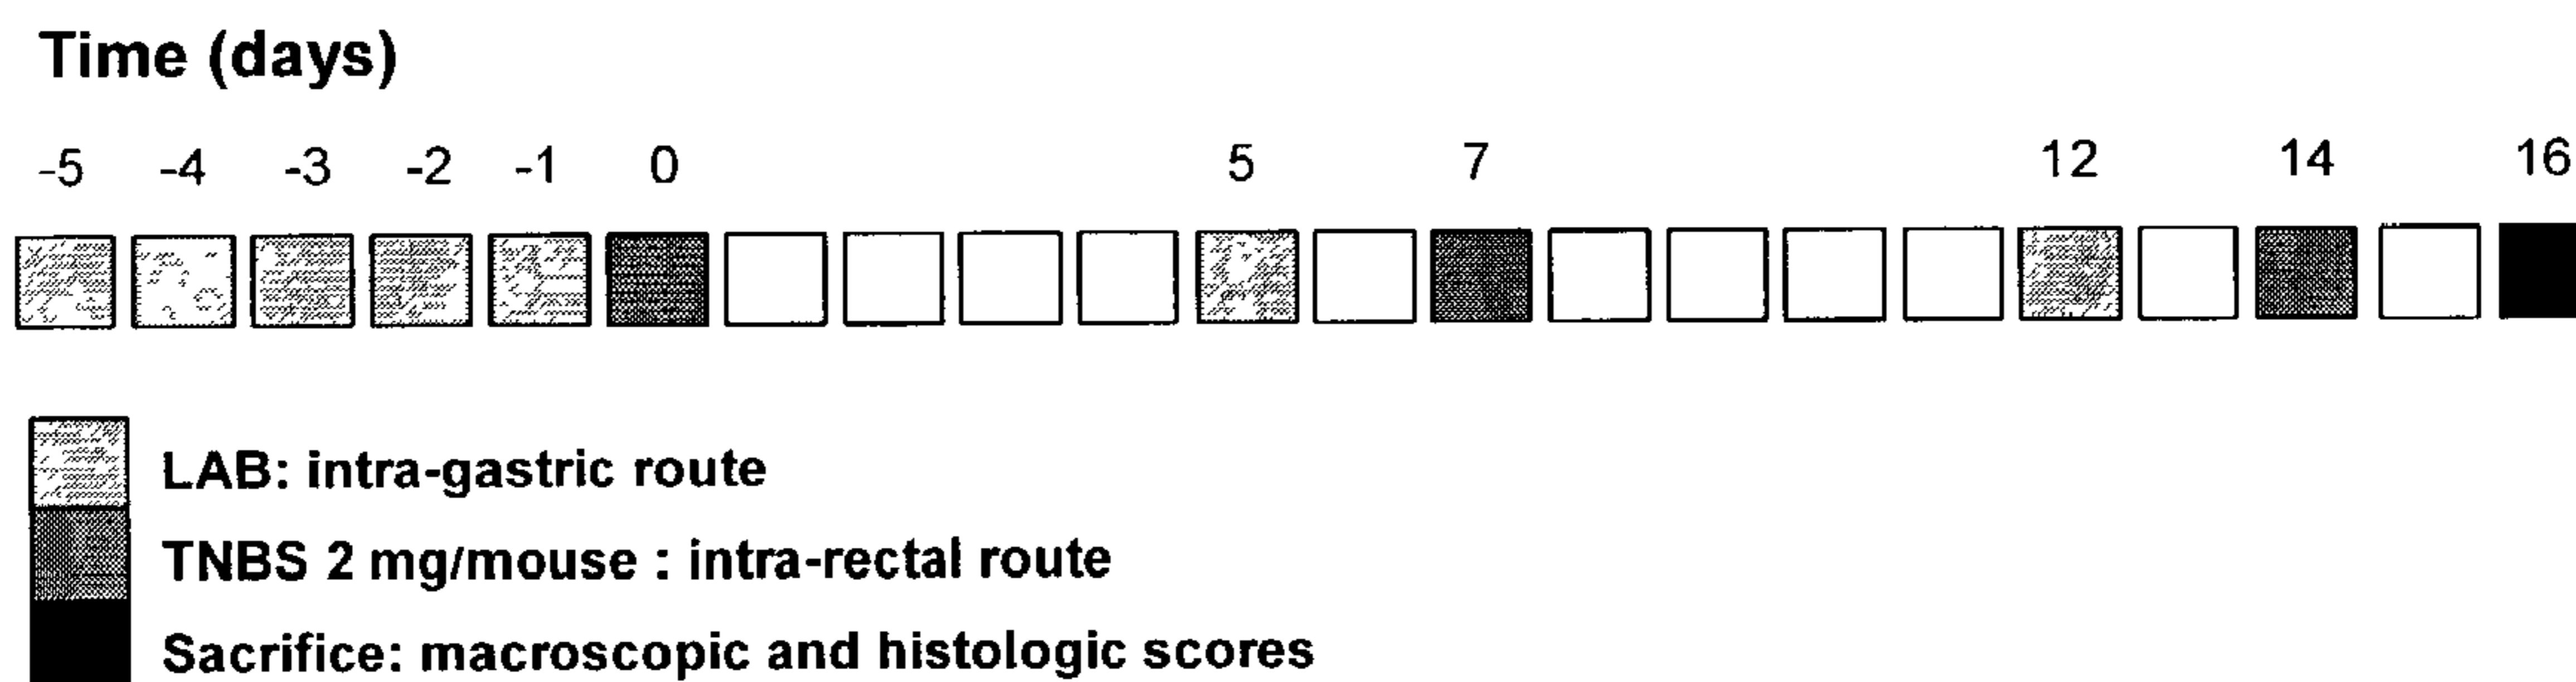 Time (days)
-5 -4 -3 -2 -1 0 5 7 12 14 16
LAB: intra-gastric route
TNBS 2 mg/mouse : intra-rectal route
Sacrifice: macroscopic and histologic scores